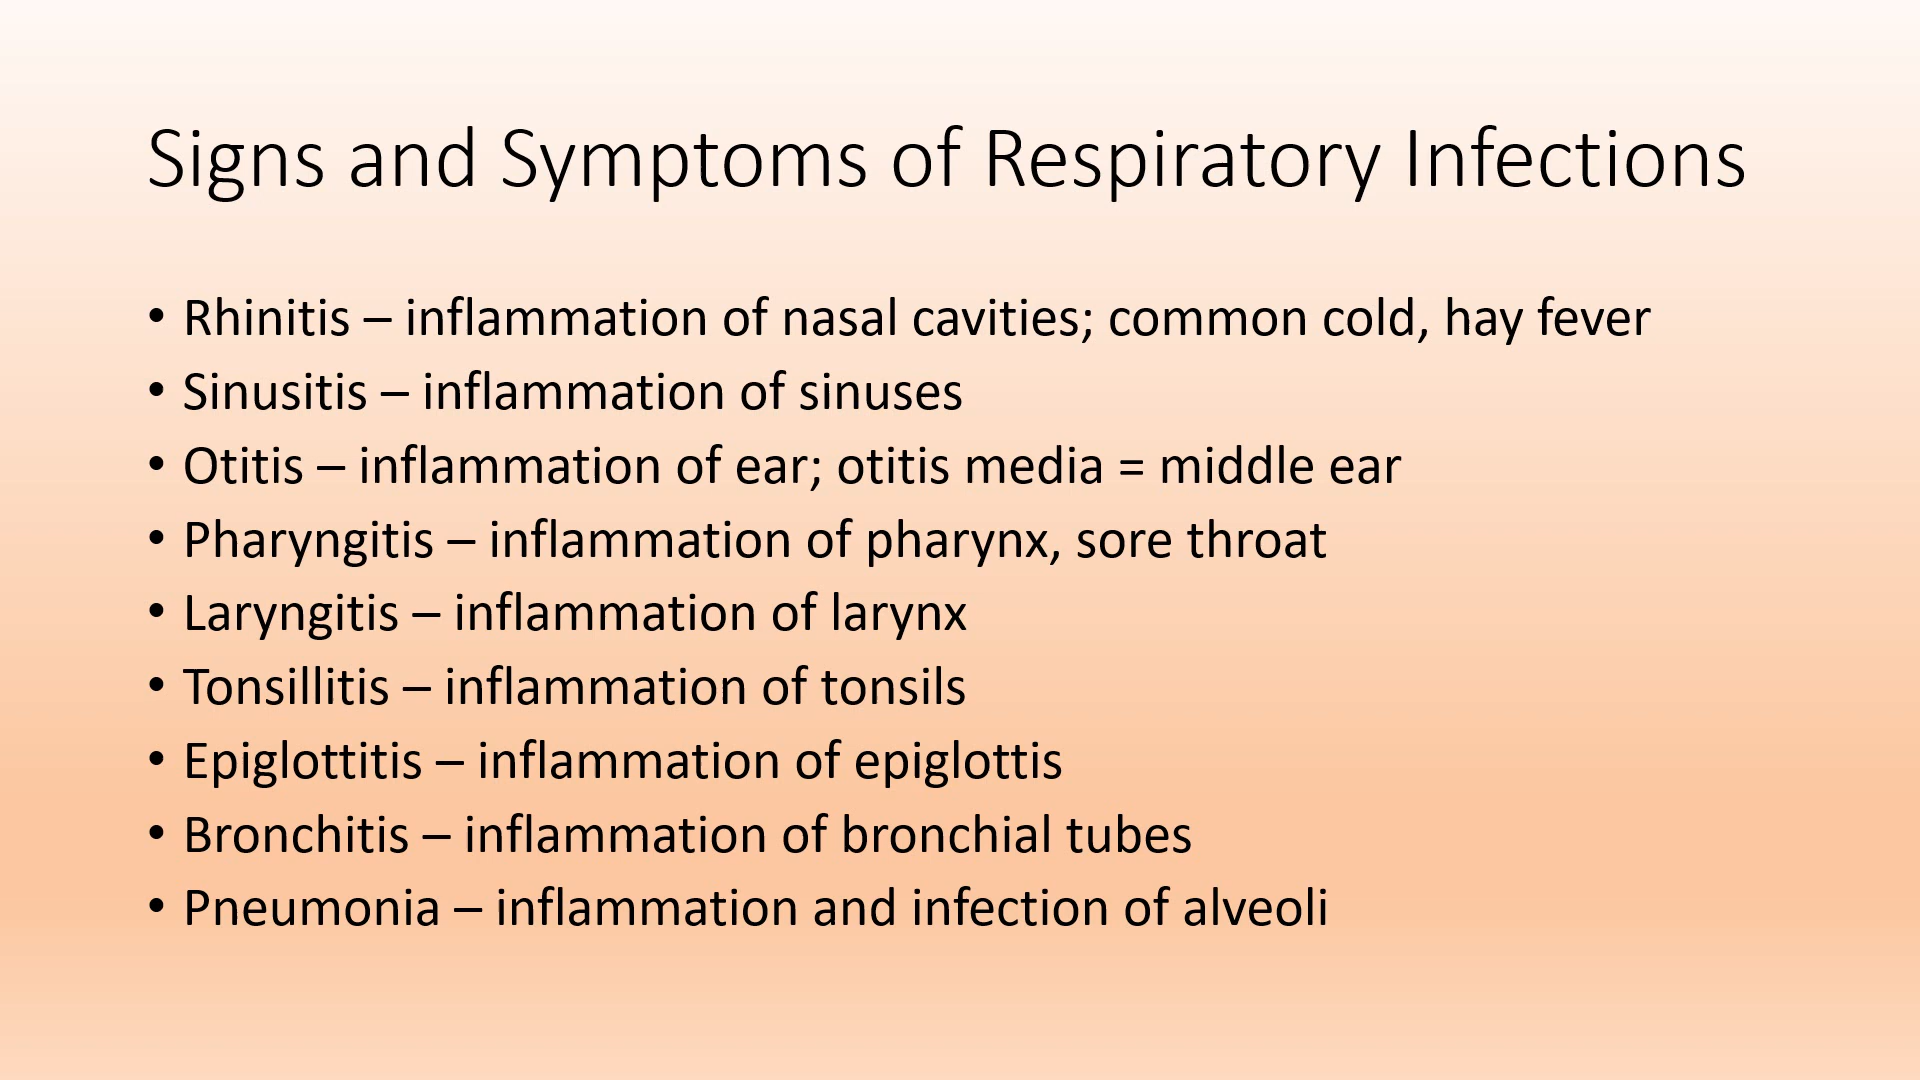 Signs and Symptoms of Respiratory Infections
• Rhinitis – inflammation of nasal cavities; common cold, hay fever
• Sinusitis – inflammation of sinuses
• Otitis – inflammation of ear; otitis media = middle ear
• Pharyngitis – inflammation of pharynx, sore throat
• Laryngitis – inflammation of larynx
• Tonsillitis – inflammation of tonsils
• Epiglottitis – inflammation of epiglottis
• Bronchitis – inflammation of bronchial tubes
• Pneumonia – inflammation and infection of alveoli